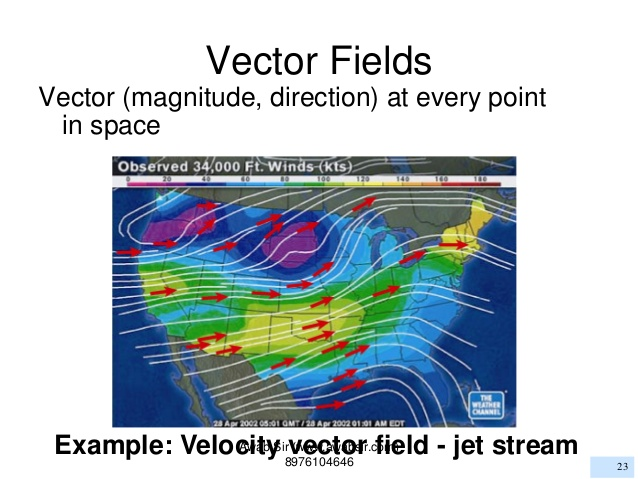 Vector Fields
Vector (magnitude, direction) at every point
in space
Observed 34,000 Ft. Winds (kts)
0 20 40 60 80 100 120 140 160 180
THE
WEATHER
CHANNEL
28 Apr 2002 05:01 GMT / 28 Apr 2002 01:01 AM EDT
Example: Velocity vector field - jet stream
8976104646
23